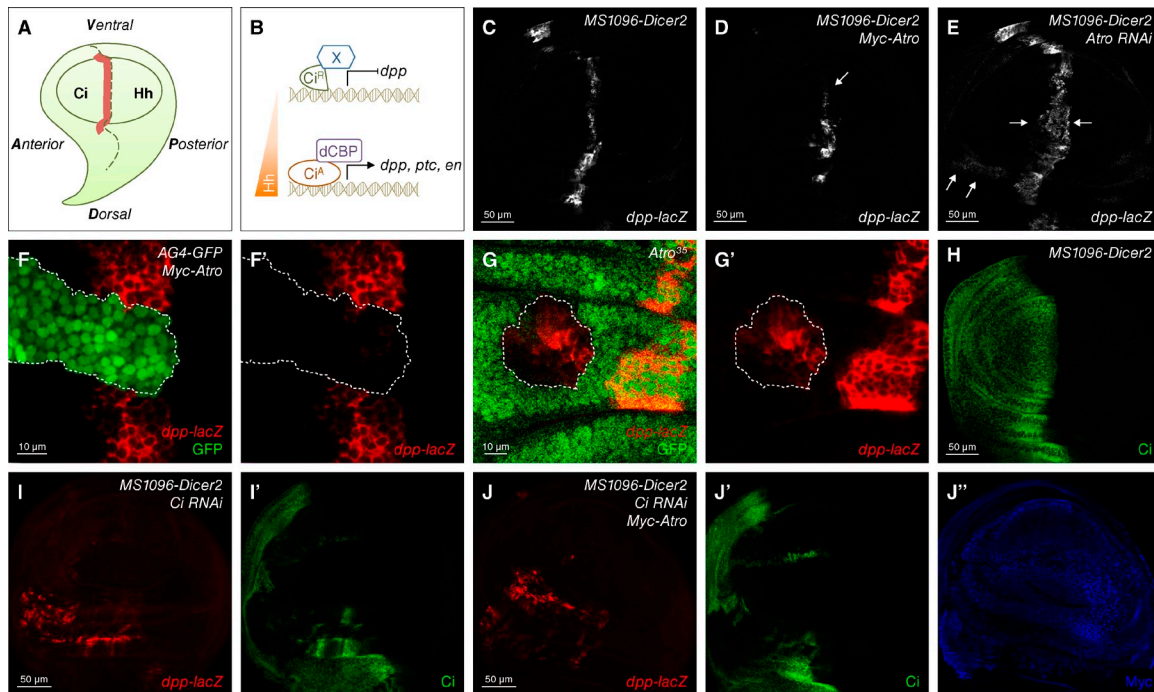 A
Ventral
Ci
Hh
Anterior
Posterior
Dorsal
B
X
Ciᴿ
dpp
Hh
dCBP
Ciᴬ
dpp, ptc, en
C
MS1096-Dicer2
50 µm
dpp-lacZ
D
MS1096-Dicer2
Myc-Atro
50 µm
dpp-lacZ
E
MS1096-Dicer2
Atro RNAi
50 µm
dpp-lacZ
F
AG4-GFP
Myc-Atro
10 µm
dpp-lacZ
GFP
F'
dpp-lacZ
G
Atro³⁵
10 µm
dpp-lacZ
GFP
G'
dpp-lacZ
H
MS1096-Dicer2
50 µm
Ci
I
MS1096-Dicer2
Ci RNAi
50 µm
dpp-lacZ
I'
Ci
J
MS1096-Dicer2
Ci RNAi
Myc-Atro
50 µm
dpp-lacZ
J'
Ci
J"
Myc